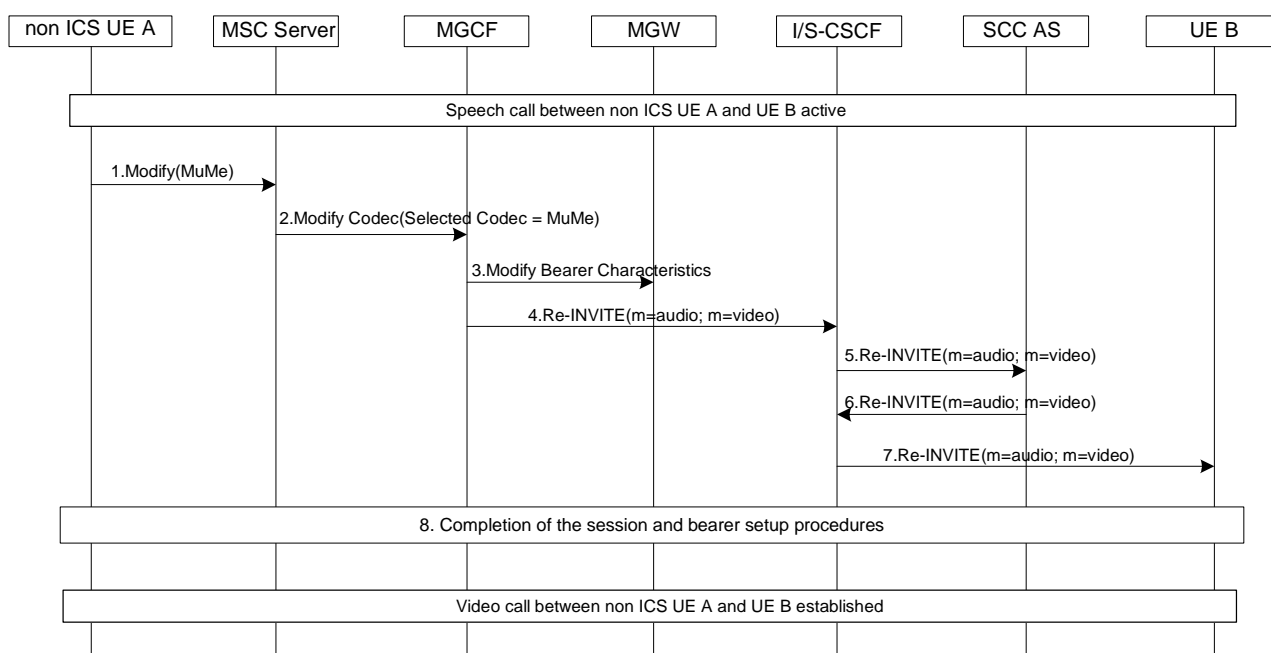 non ICS UE A
MSC Server
MGCF
MGW
I/S-CSCF
SCC AS
UE B
Speech call between non ICS UE A and UE B active
1.Modify(MuMe)
2.Modify Codec(Selected Codec = MuMe)
3.Modify Bearer Characteristics
4.Re-INVITE(m=audio; m=video)
5.Re-INVITE(m=audio; m=video)
6.Re-INVITE(m=audio; m=video)
7.Re-INVITE(m=audio; m=video)
8. Completion of the session and bearer setup procedures
Video call between non ICS UE A and UE B established